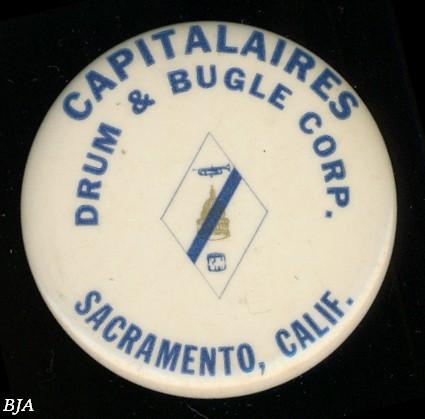 CAPITALAIRES
DRUM & BUGLE CORP.
SACRAMENTO, CALIF.
BJA